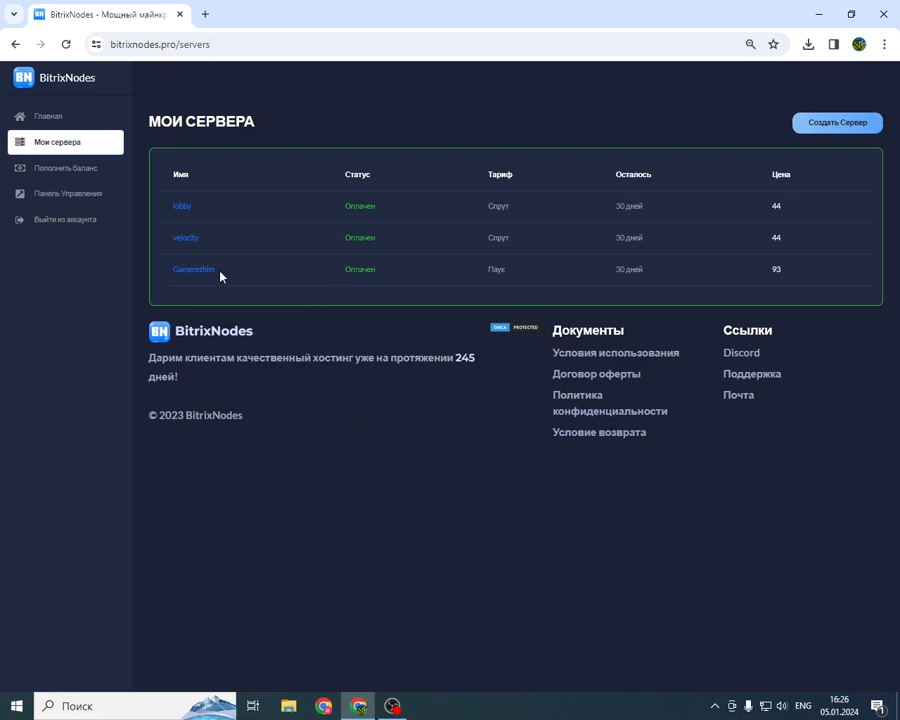 BitrixNodes - Мощный майнкр
bitrixnodes.pro/servers
BN BitrixNodes
Главная
Мои сервера
Пополнить баланс
Панель Управления
Выйти из аккаунта
МОИ СЕРВЕРА
Создать Сервер
Имя Статус Тариф Осталось Цена
lobby Оплачен Спрут 30 дней 44
velocity Оплачен Спрут 30 дней 44
Gamerezhim Оплачен Паук 30 дней 93
BN BitrixNodes
Дарим клиентам качественный хостинг уже на протяжении 245
дней!
© 2023 BitrixNodes
DMCA PROTECTED
Документы
Условия использования
Договор оферты
Политика
конфиденциальности
Условие возврата
Ссылки
Discord
Поддержка
Почта
Поиск
ENG
16:26
05.01.2024
1